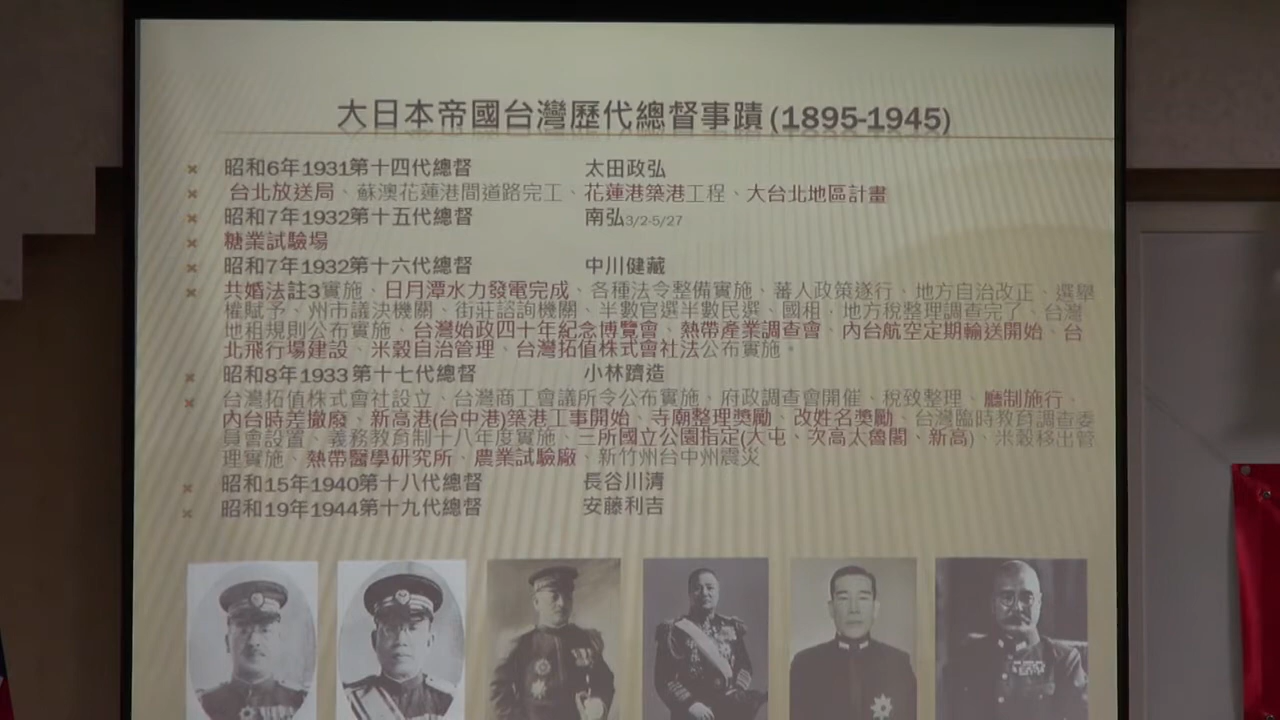 大日本帝國台灣歷代總督事蹟(1895-1945)
昭和6年1931第十四代總督 太田政弘
台北放送局、蘇澳花蓮港間道路完工、花蓮港築港工程、大台北地區計畫
昭和7年1932第十五代總督 南弘3/2-5/27
糖業試驗場
昭和7年1932第十六代總督 中川健藏
共婚法註3實施、日月潭水力發電完成、各種法令整備實施、蕃人政策遂行、地方自治改正、選舉
權賦予、州市議決機關、街莊諮詢機關、半數官選半數民選、國租．地方稅整理調查完了、台灣
地租規則公布實施、台灣始政四十年紀念博覽會、熱帶產業調查會、內台航空定期輸送開始、台
北飛行場建設、米穀自治管理、台灣拓值株式會社法公布實施。
昭和8年1933第十七代總督 小林躋造
台灣拓值株式會社設立、台灣商工會議所令公布實施、府政調查會開催、稅致整理、廳制施行、
內台時差撤廢、新高港(台中港)築港工事開始、寺廟整理獎勵、改姓名獎勵、台灣臨時教育調查委
員會設置、義務教育制十八年度實施、三所國立公園指定(大屯、次高太魯閣、新高)、米穀移出管
理實施、熱帶醫學研究所、農業試驗廠、新竹州台中州震災
昭和15年1940第十八代總督 長谷川清
昭和19年1944第十九代總督 安藤利吉